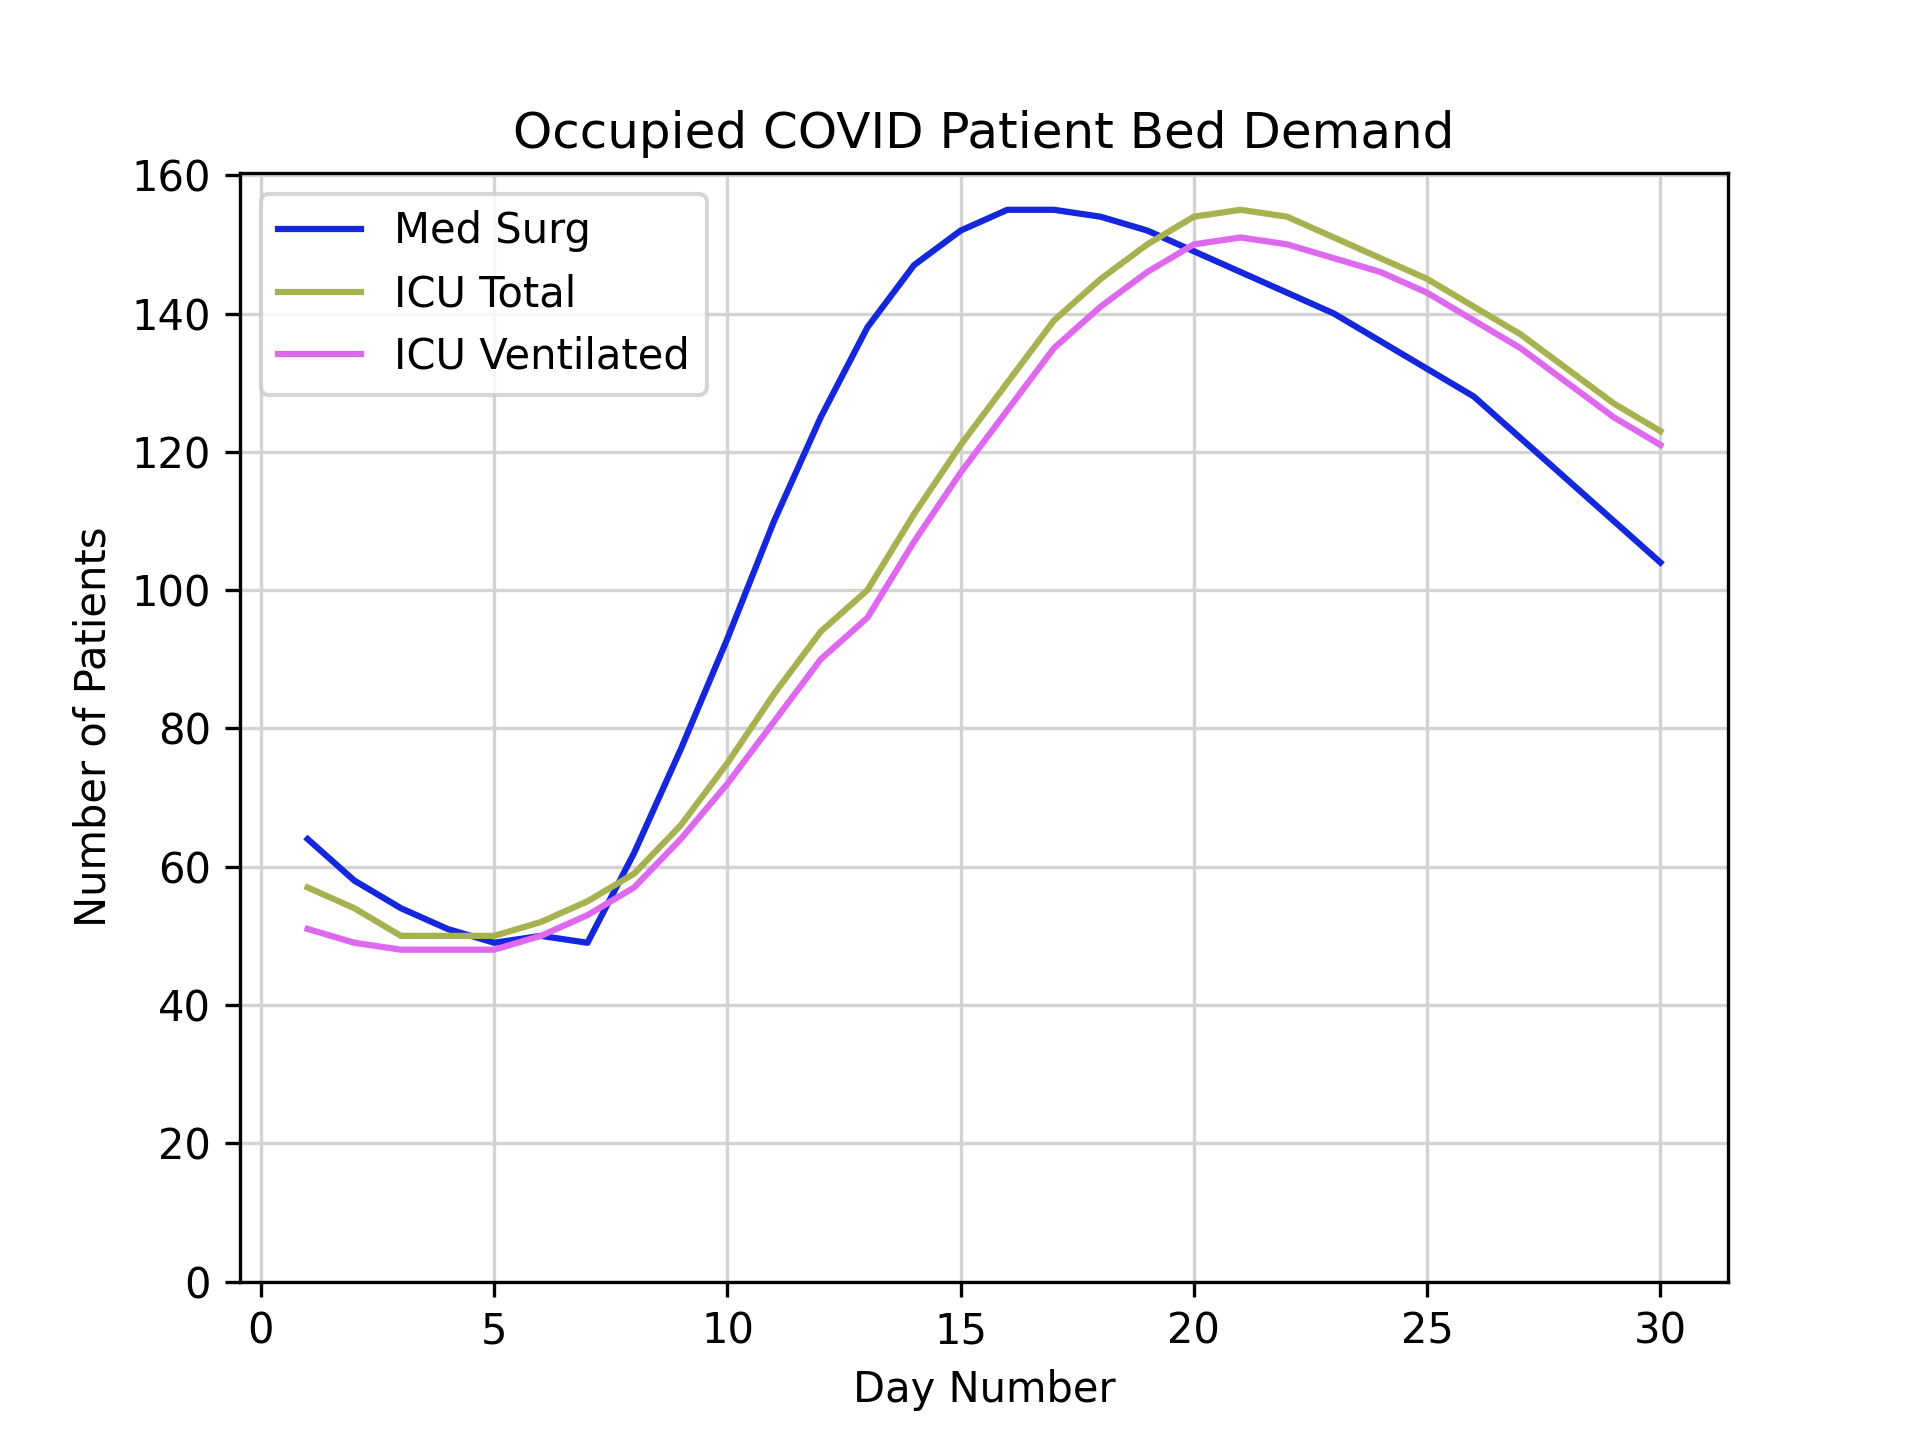 Occupied COVID Patient Bed Demand
Med Surg
ICU Total
ICU Ventilated
Number of Patients
160
140
120
100
80
60
40
20
0
0 5 10 15 20 25 30
Day Number